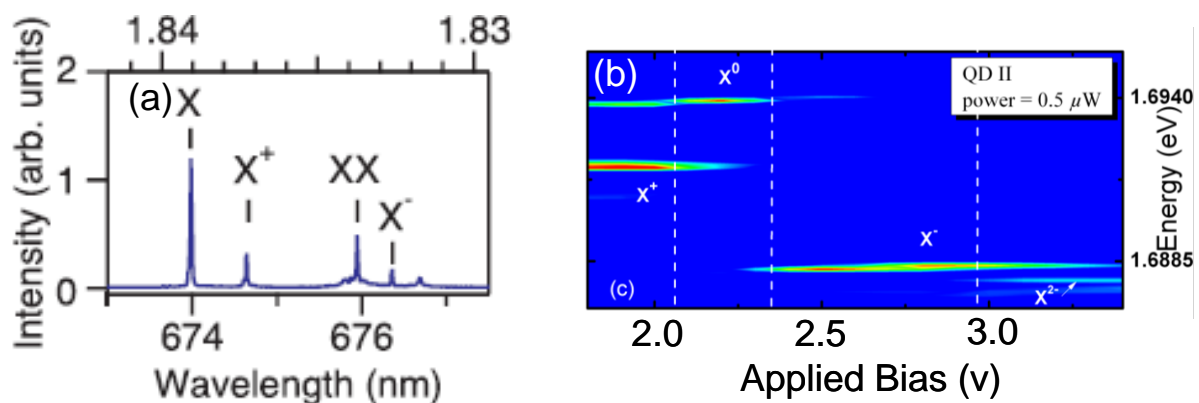 1.84 1.83
2
1
0
Intensity (arb. units)
(a)
X
X⁺
XX
X⁻
674 676
Wavelength (nm)
(b)
X⁰
QD II
power = 0.5 μW
X⁺
X⁻
X²⁻
(c)
1.6940
1.6885
Energy (eV)
2.0 2.5 3.0
Applied Bias (v)